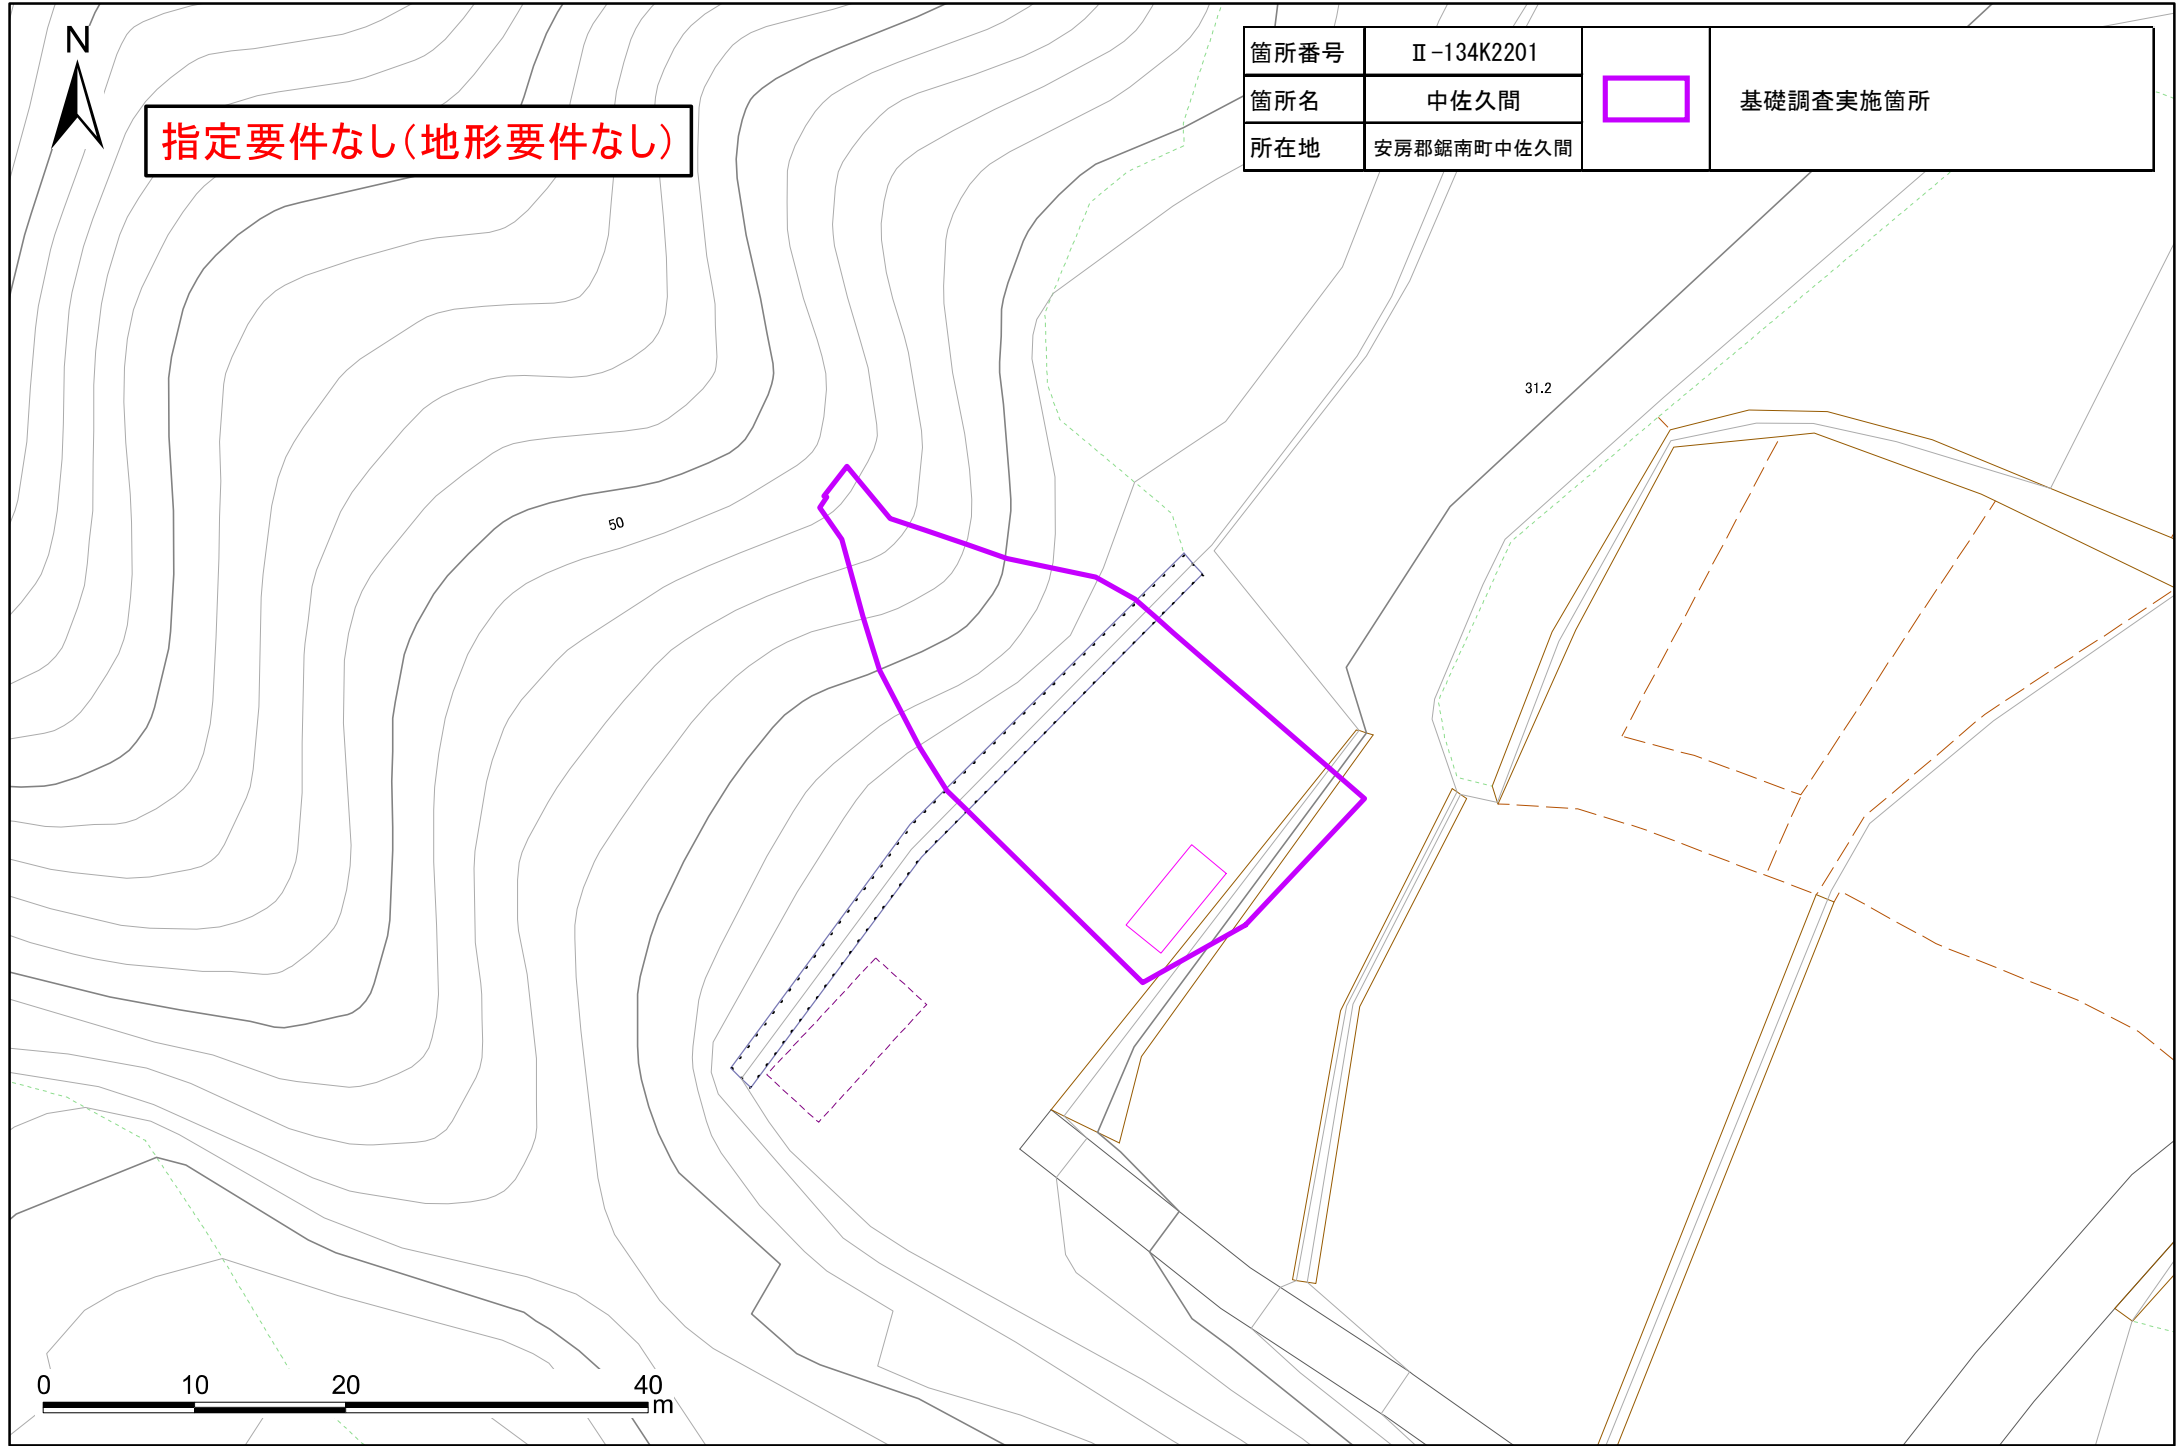 N
指定要件なし（地形要件なし）
箇所番号 Ⅱ-134K2201
箇所名 中佐久間
所在地 安房郡鋸南町中佐久間
基礎調査実施箇所
31.2
50
0 10 20 40
m